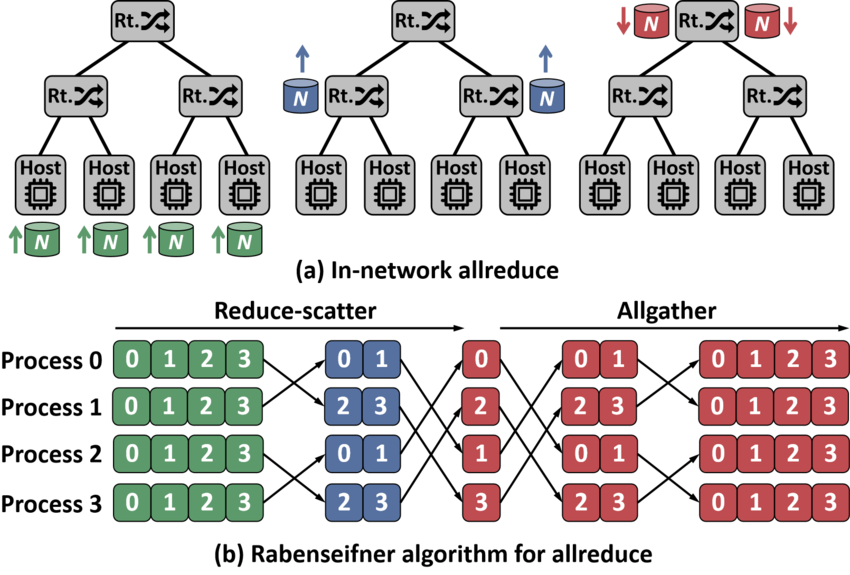 Rt. Rt. Rt. N N
Rt. Rt. N Rt. Rt. N Rt. Rt.
Host Host Host Host Host Host Host Host Host Host Host Host
N N N N
(a) In-network allreduce
Reduce-scatter Allgather
Process 0 0 1 2 3 0 1 0 0 1 0 1 2 3
Process 1 0 1 2 3 2 3 2 2 3 0 1 2 3
Process 2 0 1 2 3 0 1 1 0 1 0 1 2 3
Process 3 0 1 2 3 2 3 3 2 3 0 1 2 3
(b) Rabenseifner algorithm for allreduce